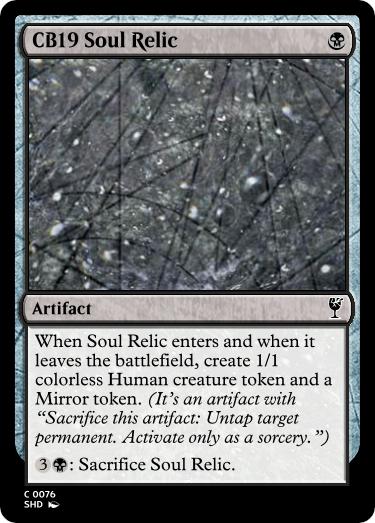 CB19 Soul Relic
Artifact
When Soul Relic enters and when it
leaves the battlefield, create 1/1
colorless Human creature token and a
Mirror token. (It's an artifact with
“Sacrifice this artifact: Untap target
permanent. Activate only as a sorcery.”)
3 : Sacrifice Soul Relic.
C 0076
SHD